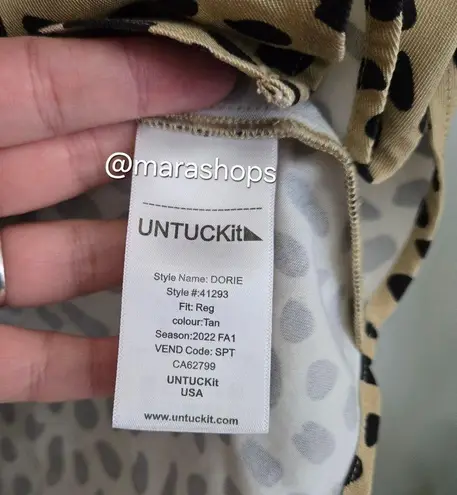 @marashops
UNTUCKit
Style Name: DORIE
Style #:41293
Fit: Reg
colour:Tan
Season:2022 FA1
VEND Code: SPT
CA62799
UNTUCKit
USA
www.untuckit.com